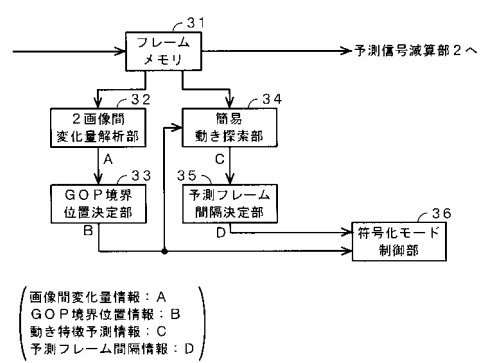 31
フレーム
メモリ
予測信号減算部2へ
32
2画像間
変化量解析部
34
簡易
動き探索部
A
C
33
GOP境界
位置決定部
35
予測フレーム
間隔決定部
B
D
36
符号化モード
制御部
画像間変化量情報：A
GOP境界位置情報：B
動き特徴予測情報：C
予測フレーム間隔情報：D